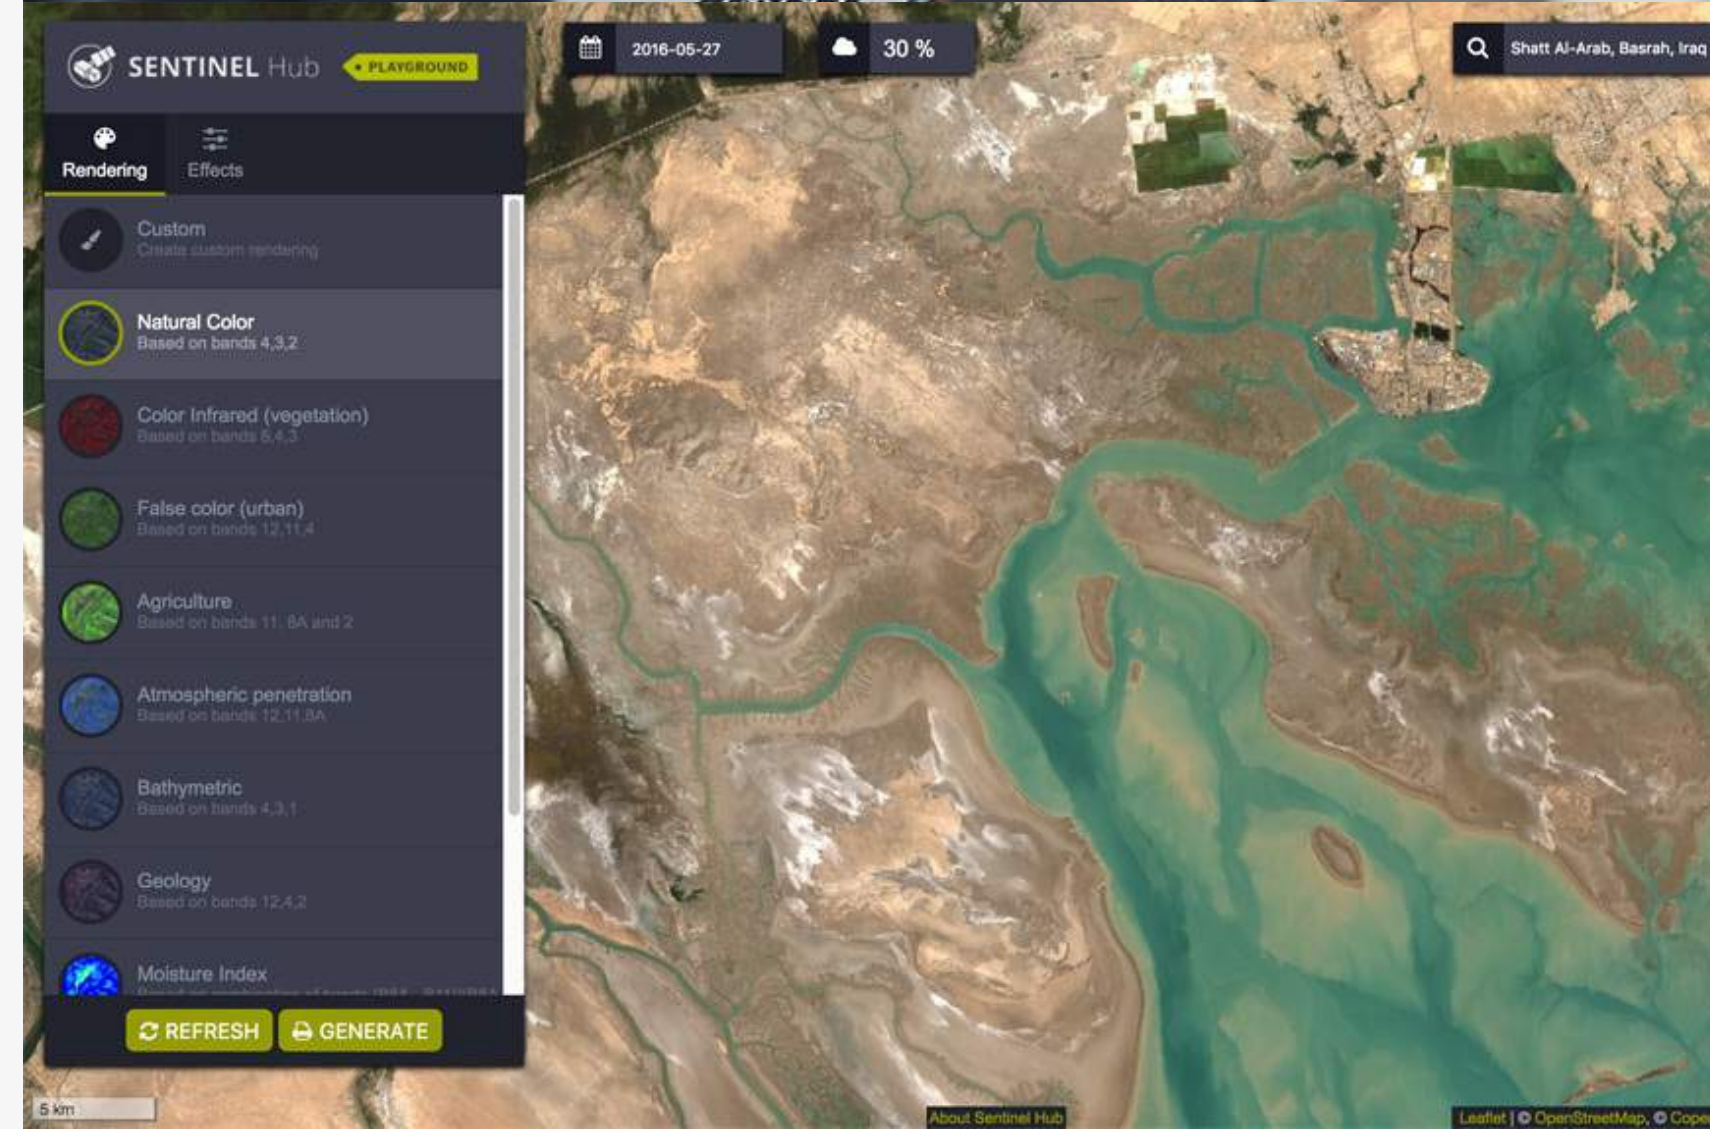 SENTINEL Hub
PLAYGROUND
2016-05-27
30 %
Shatt Al-Arab, Basrah, Iraq
Rendering
Effects
Custom
Create custom rendering
Natural Color
Based on bands 4,3,2
Color Infrared (vegetation)
Based on bands 8,4,3
False color (urban)
Based on bands 12,11,4
Agriculture
Based on bands 11, 8A and 2
Atmospheric penetration
Based on bands 12,11,8A
Bathymetric
Based on bands 4,3,1
Geology
Based on bands 12,4,2
Moisture Index
REFRESH
GENERATE
5 km
About Sentinel Hub
Leaflet | © OpenStreetMap, © Cope